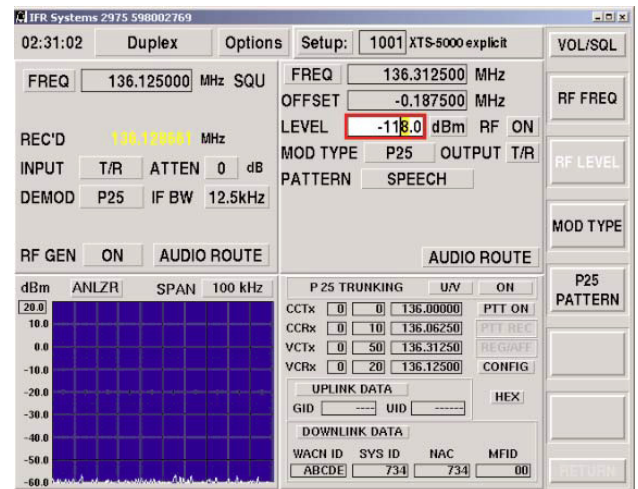 IFR Systems 2975 598002769
02:31:02 Duplex Options Setup: 1001 XTS-5000 explicit VOL/SQL
FREQ 136.125000 MHz SQU
REC'D 136.128661 MHz
INPUT T/R ATTEN 0 dB
DEMOD P25 IF BW 12.5kHz
RF GEN ON AUDIO ROUTE
FREQ 136.312500 MHz
OFFSET -0.187500 MHz
LEVEL -118.0 dBm RF ON
MOD TYPE P25 OUTPUT T/R
PATTERN SPEECH
AUDIO ROUTE
RF FREQ
RF LEVEL
MOD TYPE
P25
PATTERN
dBm ANLZR SPAN 100 kHz
20.0
10.0
0.0
-10.0
-20.0
-30.0
-40.0
-50.0
-60.0
P25 TRUNKING U/V ON
CCTx 0 0 136.00000 PTT ON
CCRx 0 10 136.06250 PTT REC
VCTx 0 50 136.31250 REG/AFF
VCRx 0 20 136.12500 CONFIG
UPLINK DATA HEX
GID ---- UID ------
DOWNLINK DATA
WACN ID SYS ID NAC MFID
ABCDE 734 734 00
RETURN